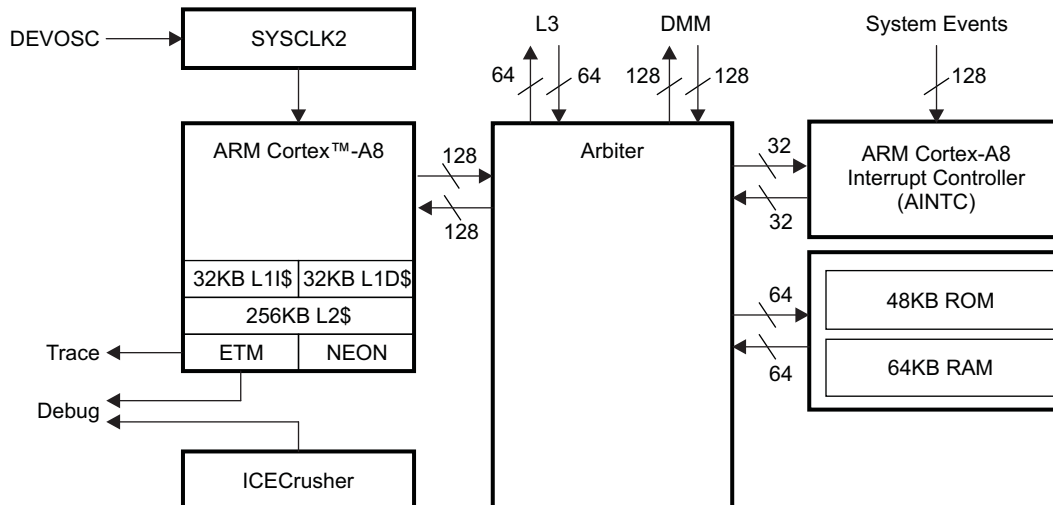 DEVOSC
SYSCLK2
L3
DMM
System Events
64
64
128
128
128
ARM Cortex™-A8
128
128
Arbiter
32
32
ARM Cortex-A8
Interrupt Controller
(AINTC)
32KB L1I$
32KB L1D$
256KB L2$
ETM
NEON
64
64
48KB ROM
64KB RAM
Trace
Debug
ICECrusher